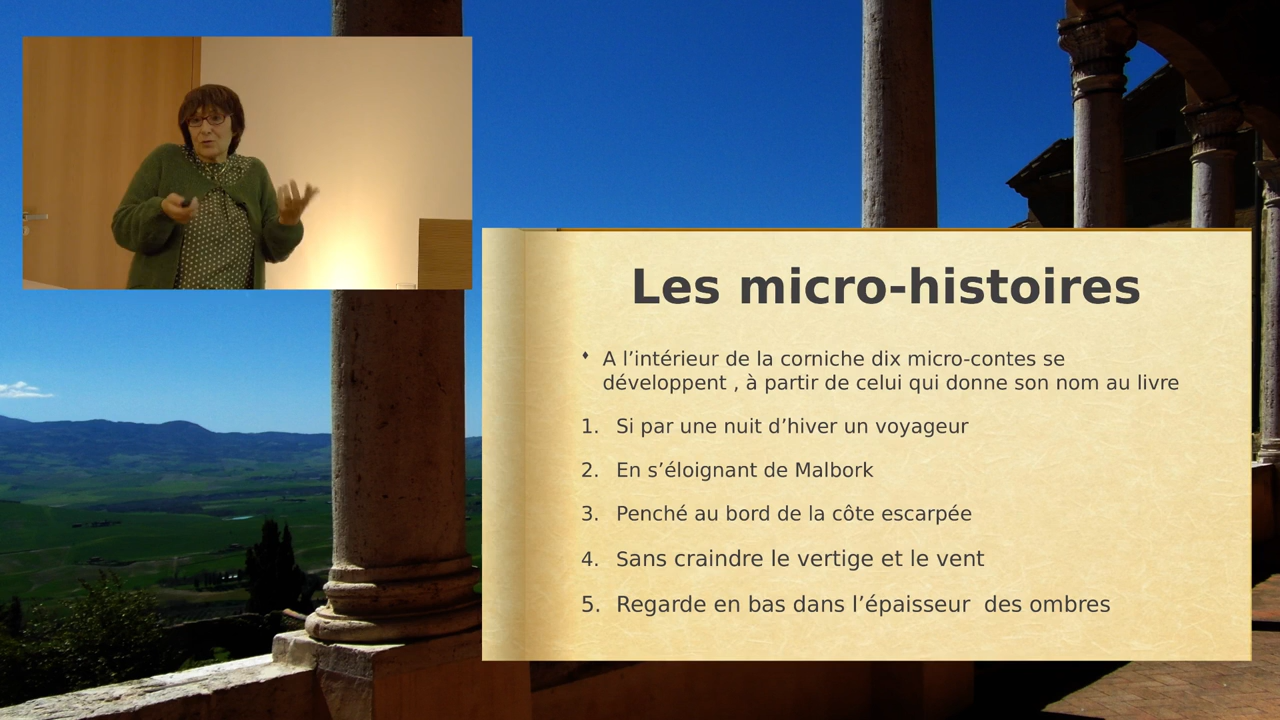 Les micro-histoires
A l’intérieur de la corniche dix micro-contes se
développent , à partir de celui qui donne son nom au livre
1. Si par une nuit d’hiver un voyageur
2. En s’éloignant de Malbork
3. Penché au bord de la côte escarpée
4. Sans craindre le vertige et le vent
5. Regarde en bas dans l’épaisseur  des ombres